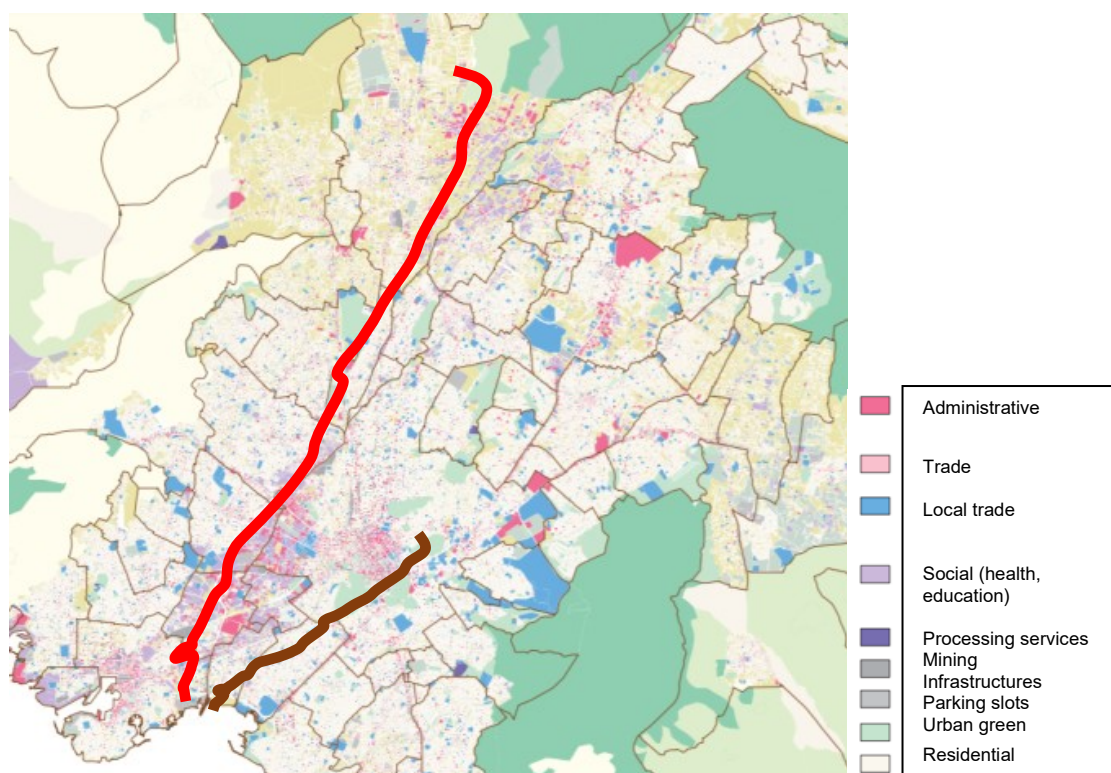 Administrative
Trade
Local trade
Social (health,
education)
Processing services
Mining
Infrastructures
Parking slots
Urban green
Residential